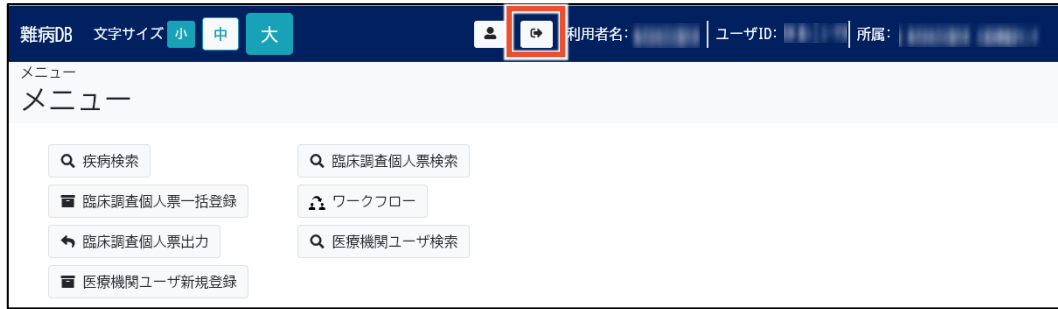 難病DB 文字サイズ 小 中 大 利用者名: ユーザID: 所属:
メニュー
メニュー
疾病検索 臨床調査個人票検索
臨床調査個人票一括登録 ワークフロー
臨床調査個人票出力 医療機関ユーザ検索
医療機関ユーザ新規登録